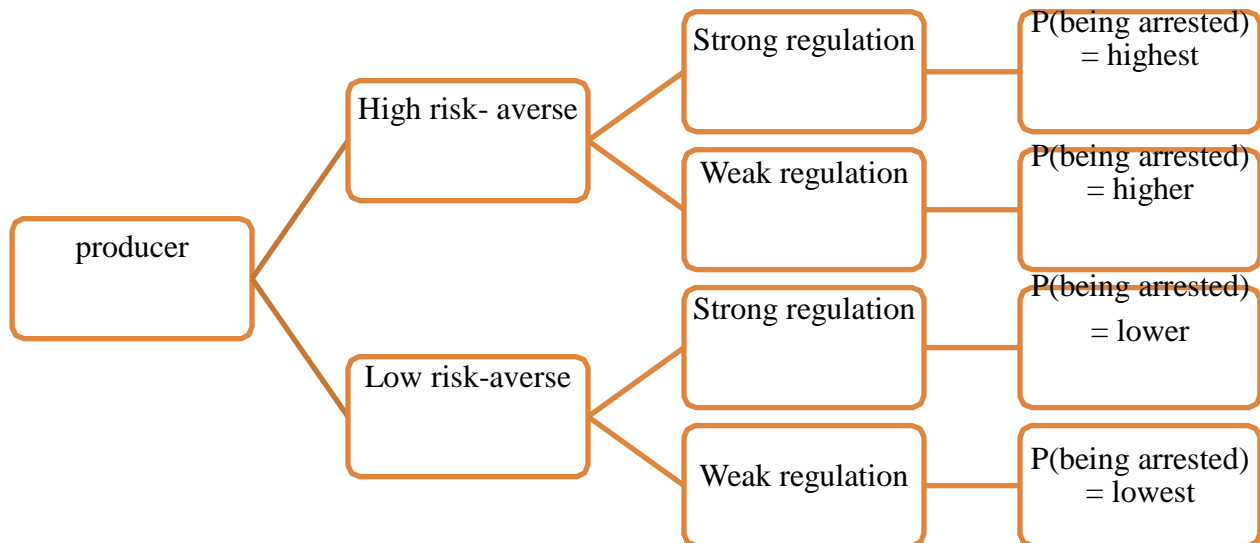 producer
High risk- averse
Low risk-averse
Strong regulation
Weak regulation
Strong regulation
Weak regulation
P(being arrested)
= highest
P(being arrested)
= higher
P(being arrested)
= lower
P(being arrested)
= lowest